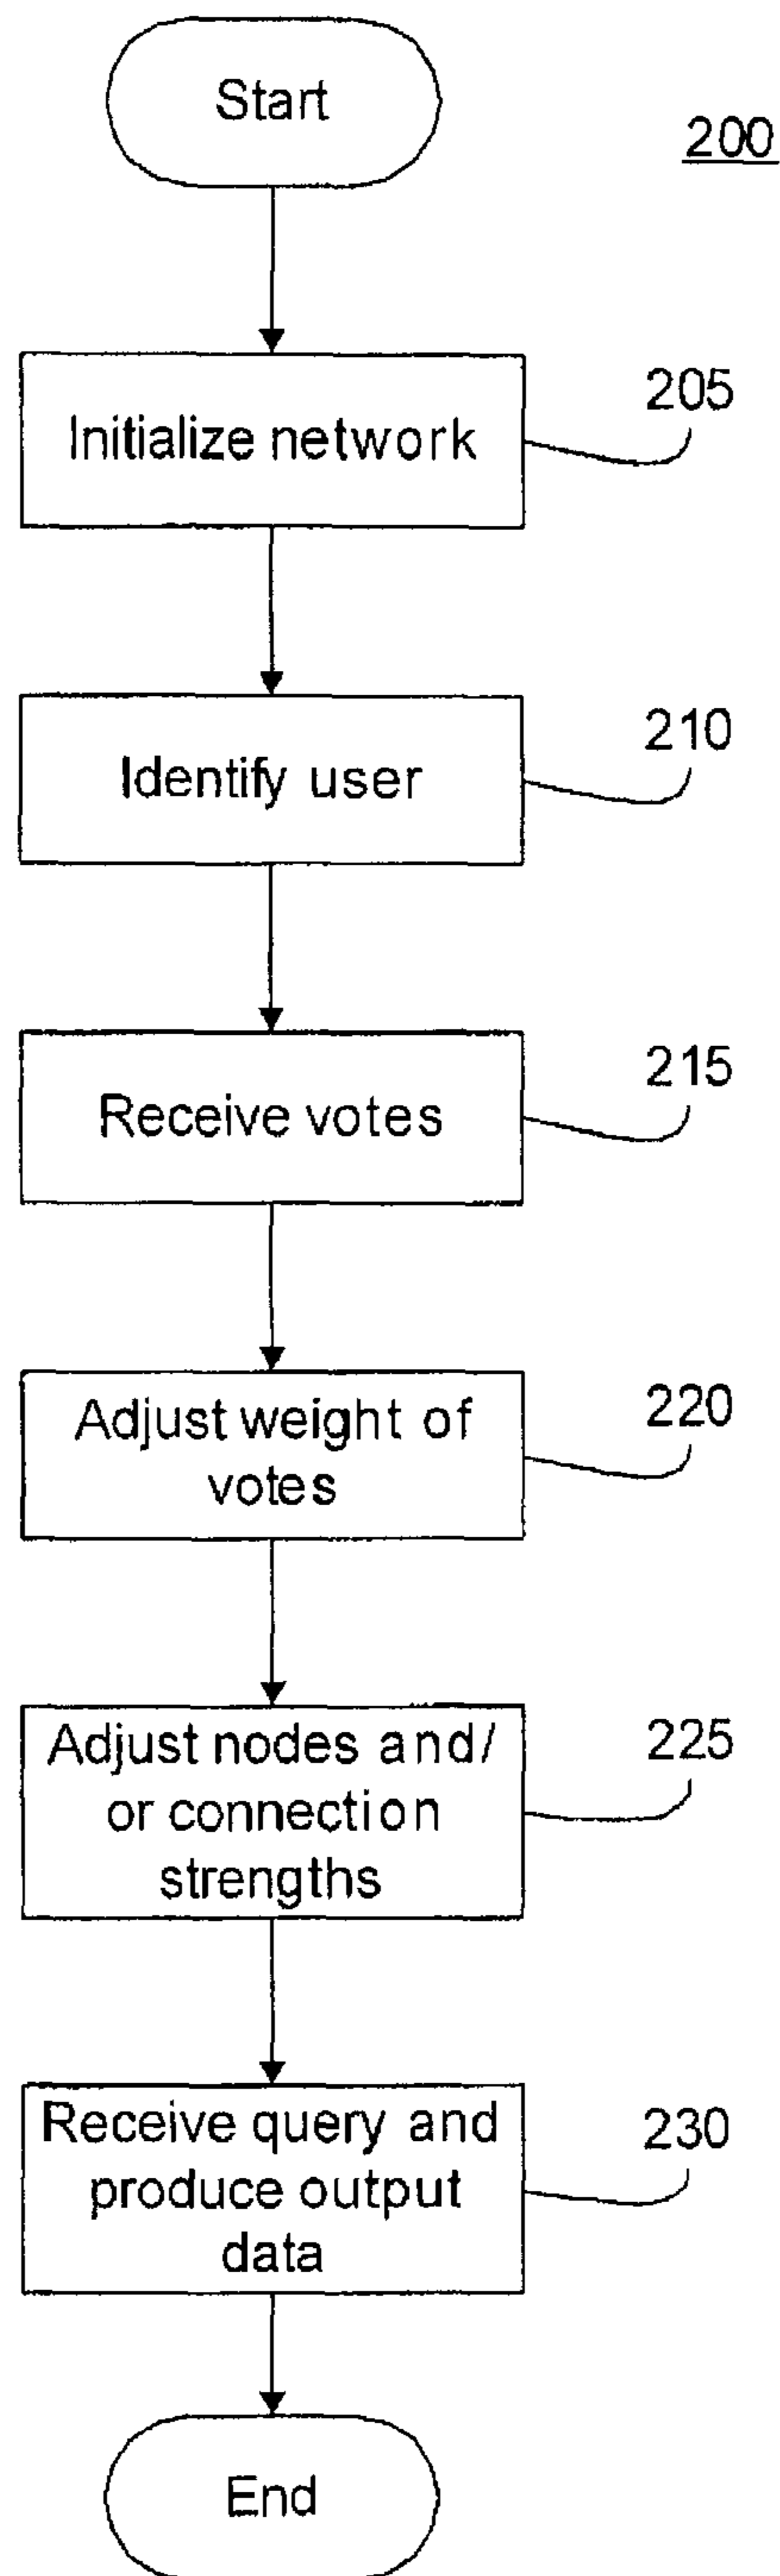 Start
200
Initialize network
205
Identify user
210
Receive votes
215
Adjust weight of
votes
220
Adjust nodes and/
or connection
strengths
225
Receive query and
produce output
data
230
End